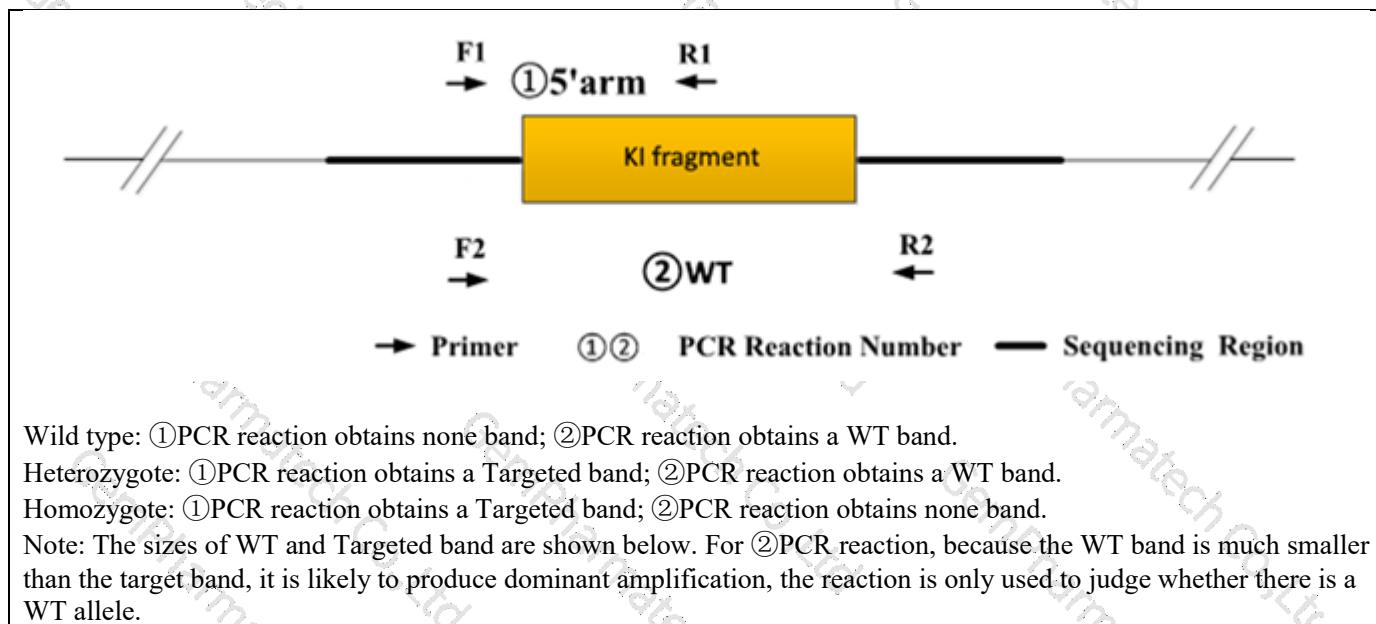 F1 R1
①5'arm
KI fragment
F2 R2
②WT
Primer ①② PCR Reaction Number Sequencing Region
Wild type: ①PCR reaction obtains none band; ②PCR reaction obtains a WT band.
Heterozygote: ①PCR reaction obtains a Targeted band; ②PCR reaction obtains a WT band.
Homozygote: ①PCR reaction obtains a Targeted band; ②PCR reaction obtains none band.
Note: The sizes of WT and Targeted band are shown below. For ②PCR reaction, because the WT band is much smaller
than the target band, it is likely to produce dominant amplification, the reaction is only used to judge whether there is a
WT allele.